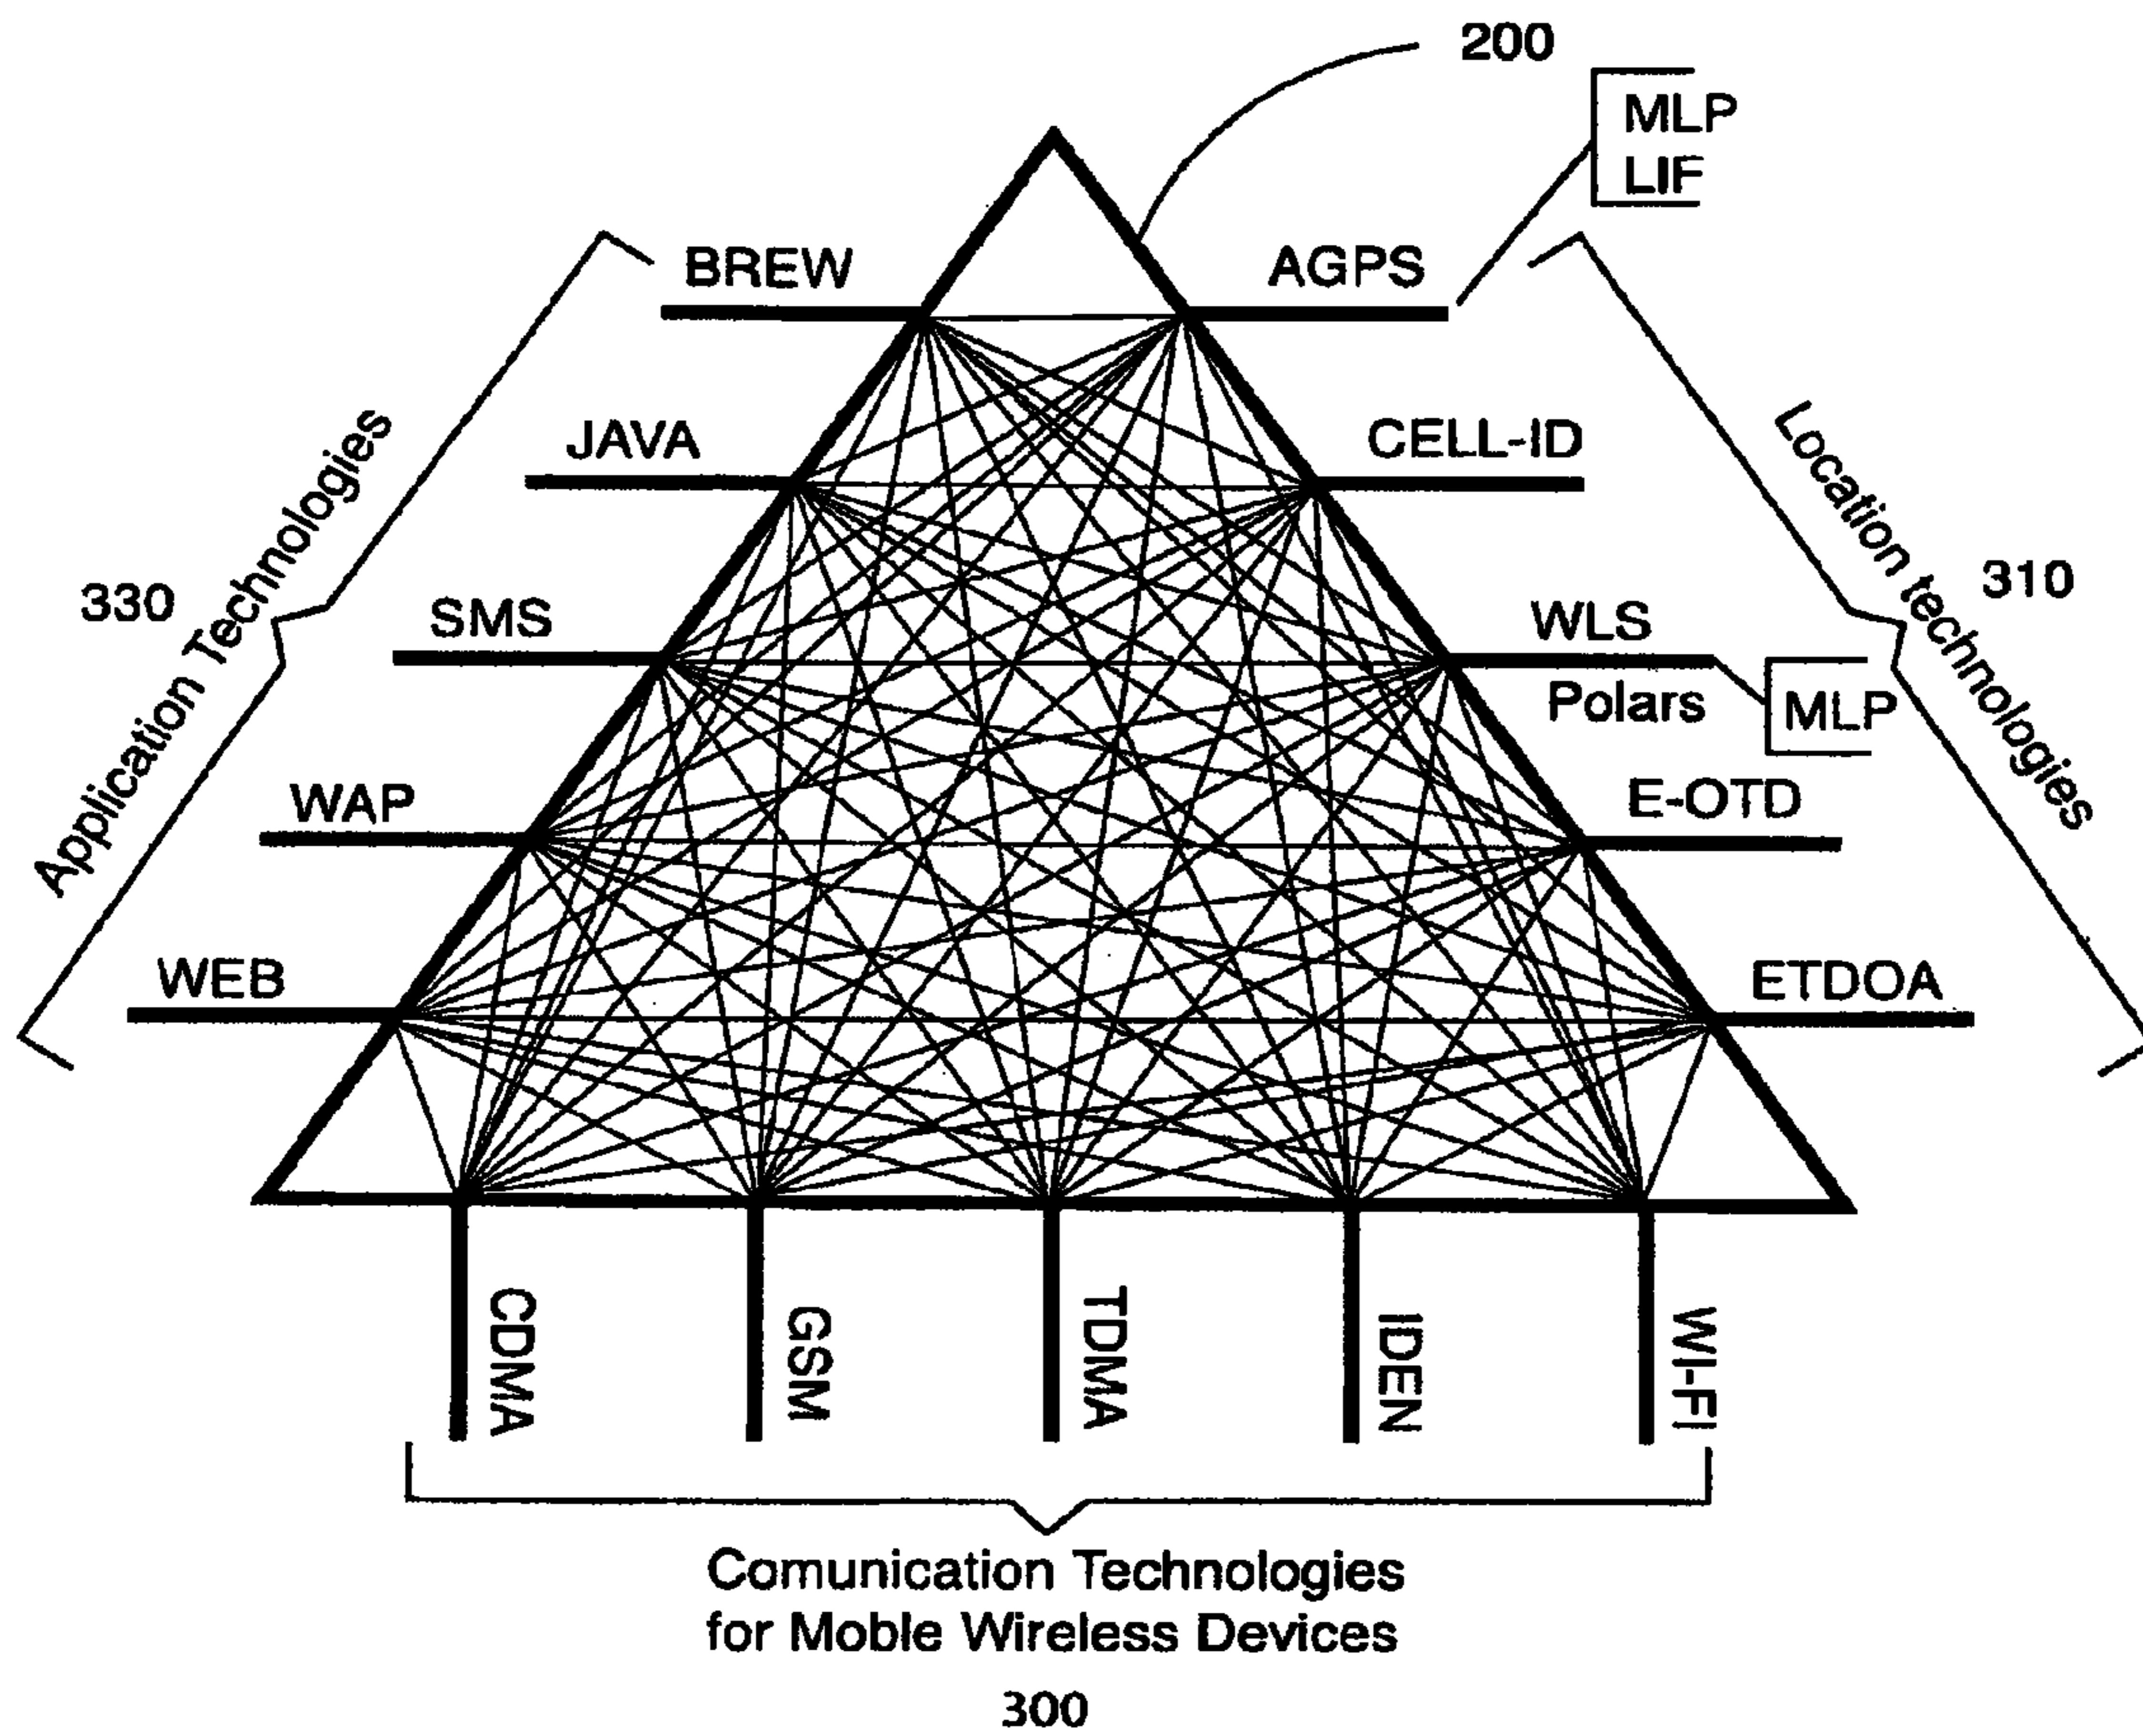 200
MLP
LIF
BREW
AGPS
JAVA
CELL-ID
SMS
WLS
Polars
MLP
WAP
E-OTD
WEB
ETDOA
330
Application Technologies
Location technologies
310
CDMA
GSM
TDMA
IDEN
WI-FI
Comunication Technologies
for Moble Wireless Devices
300